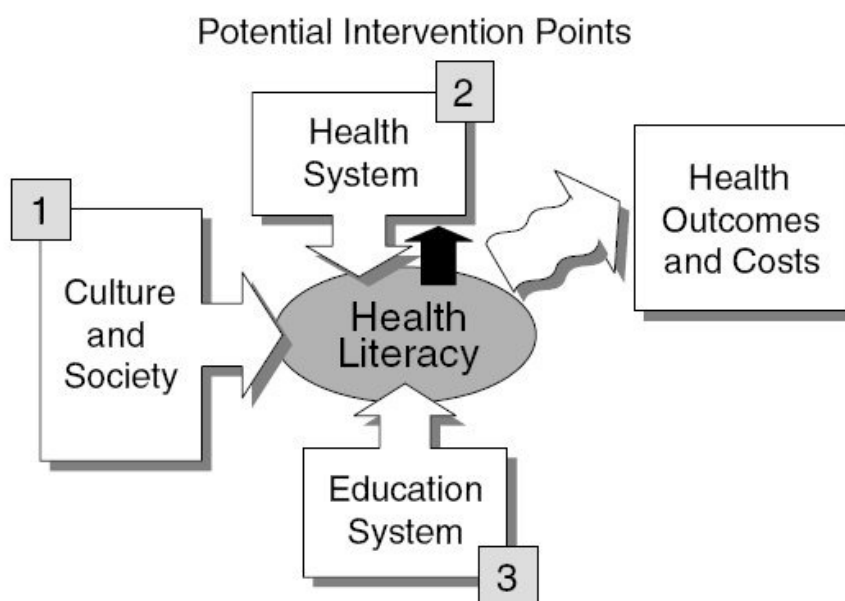 Potential Intervention Points
2
Health
System
Health
Outcomes
and Costs
1
Culture
and
Society
Health
Literacy
Education
System
3